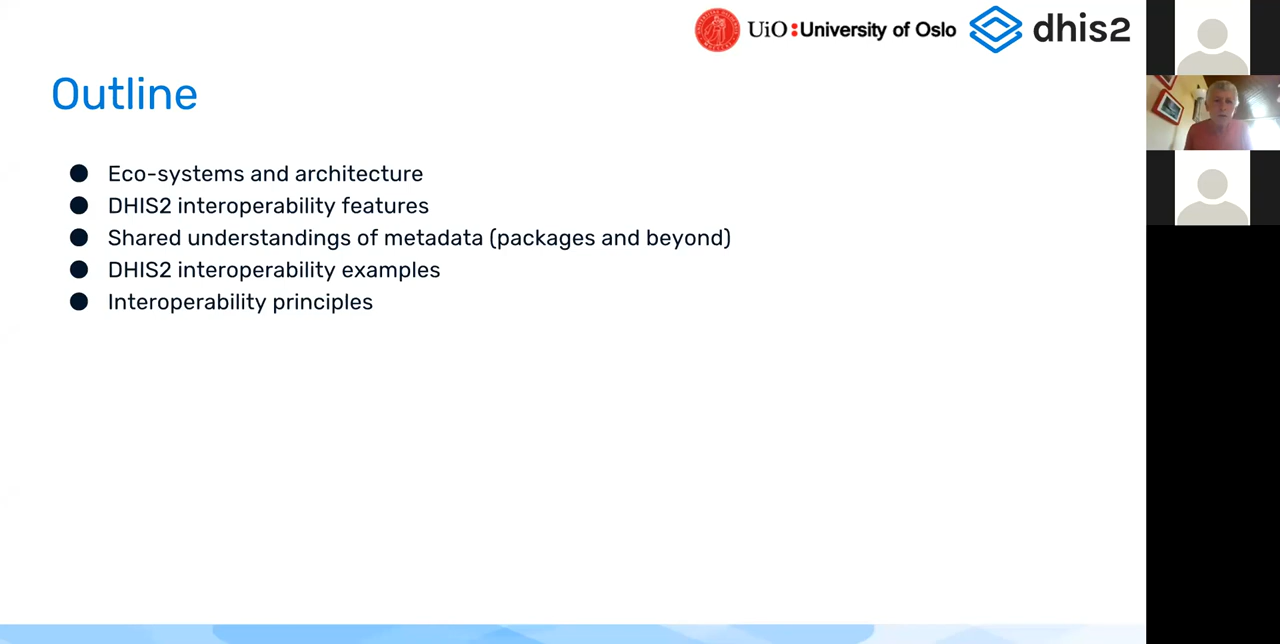 UiO:University of Oslo
dhis2
Outline
Eco-systems and architecture
DHIS2 interoperability features
Shared understandings of metadata (packages and beyond)
DHIS2 interoperability examples
Interoperability principles